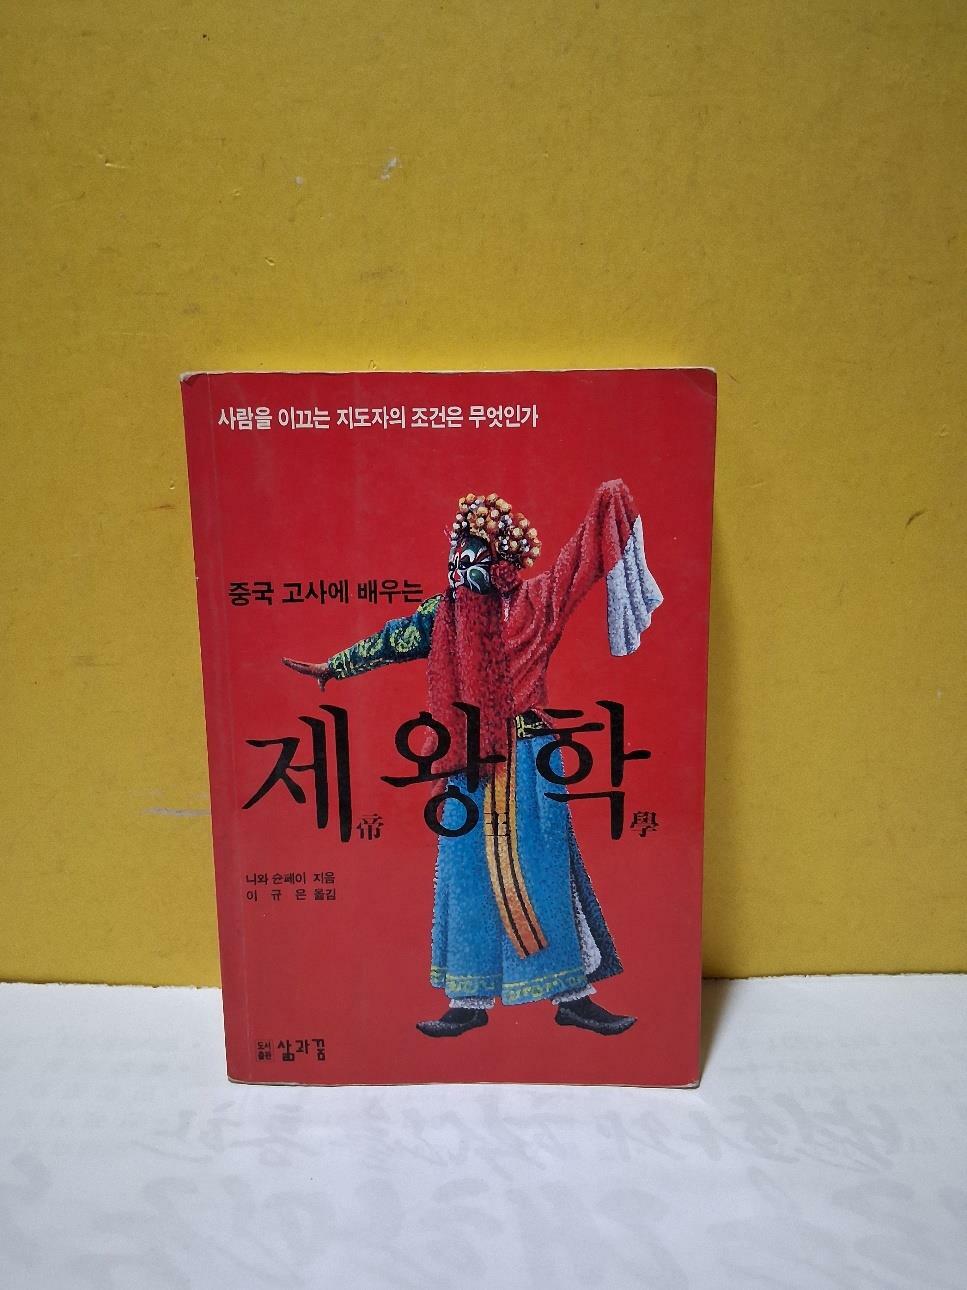 사람을 이끄는 지도자의 조건은 무엇인가
중국 고사에 배우는
제왕학
帝王學
니와 슌페이 지음
이규은 옮김
도서출판 삶과꿈